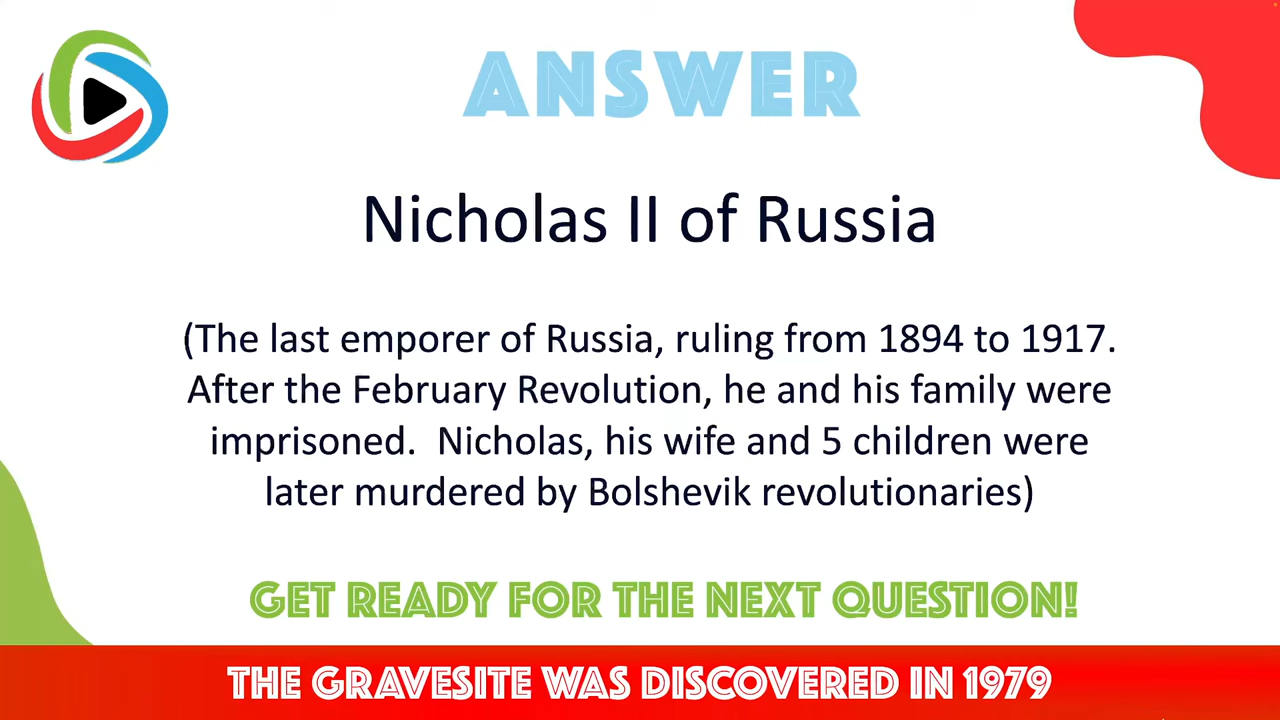 ANSWER
Nicholas II of Russia
(The last emporer of Russia, ruling from 1894 to 1917.
After the February Revolution, he and his family were
imprisoned.  Nicholas, his wife and 5 children were
later murdered by Bolshevik revolutionaries)
GET READY FOR THE NEXT QUESTION!
THE GRAVESITE WAS DISCOVERED IN 1979